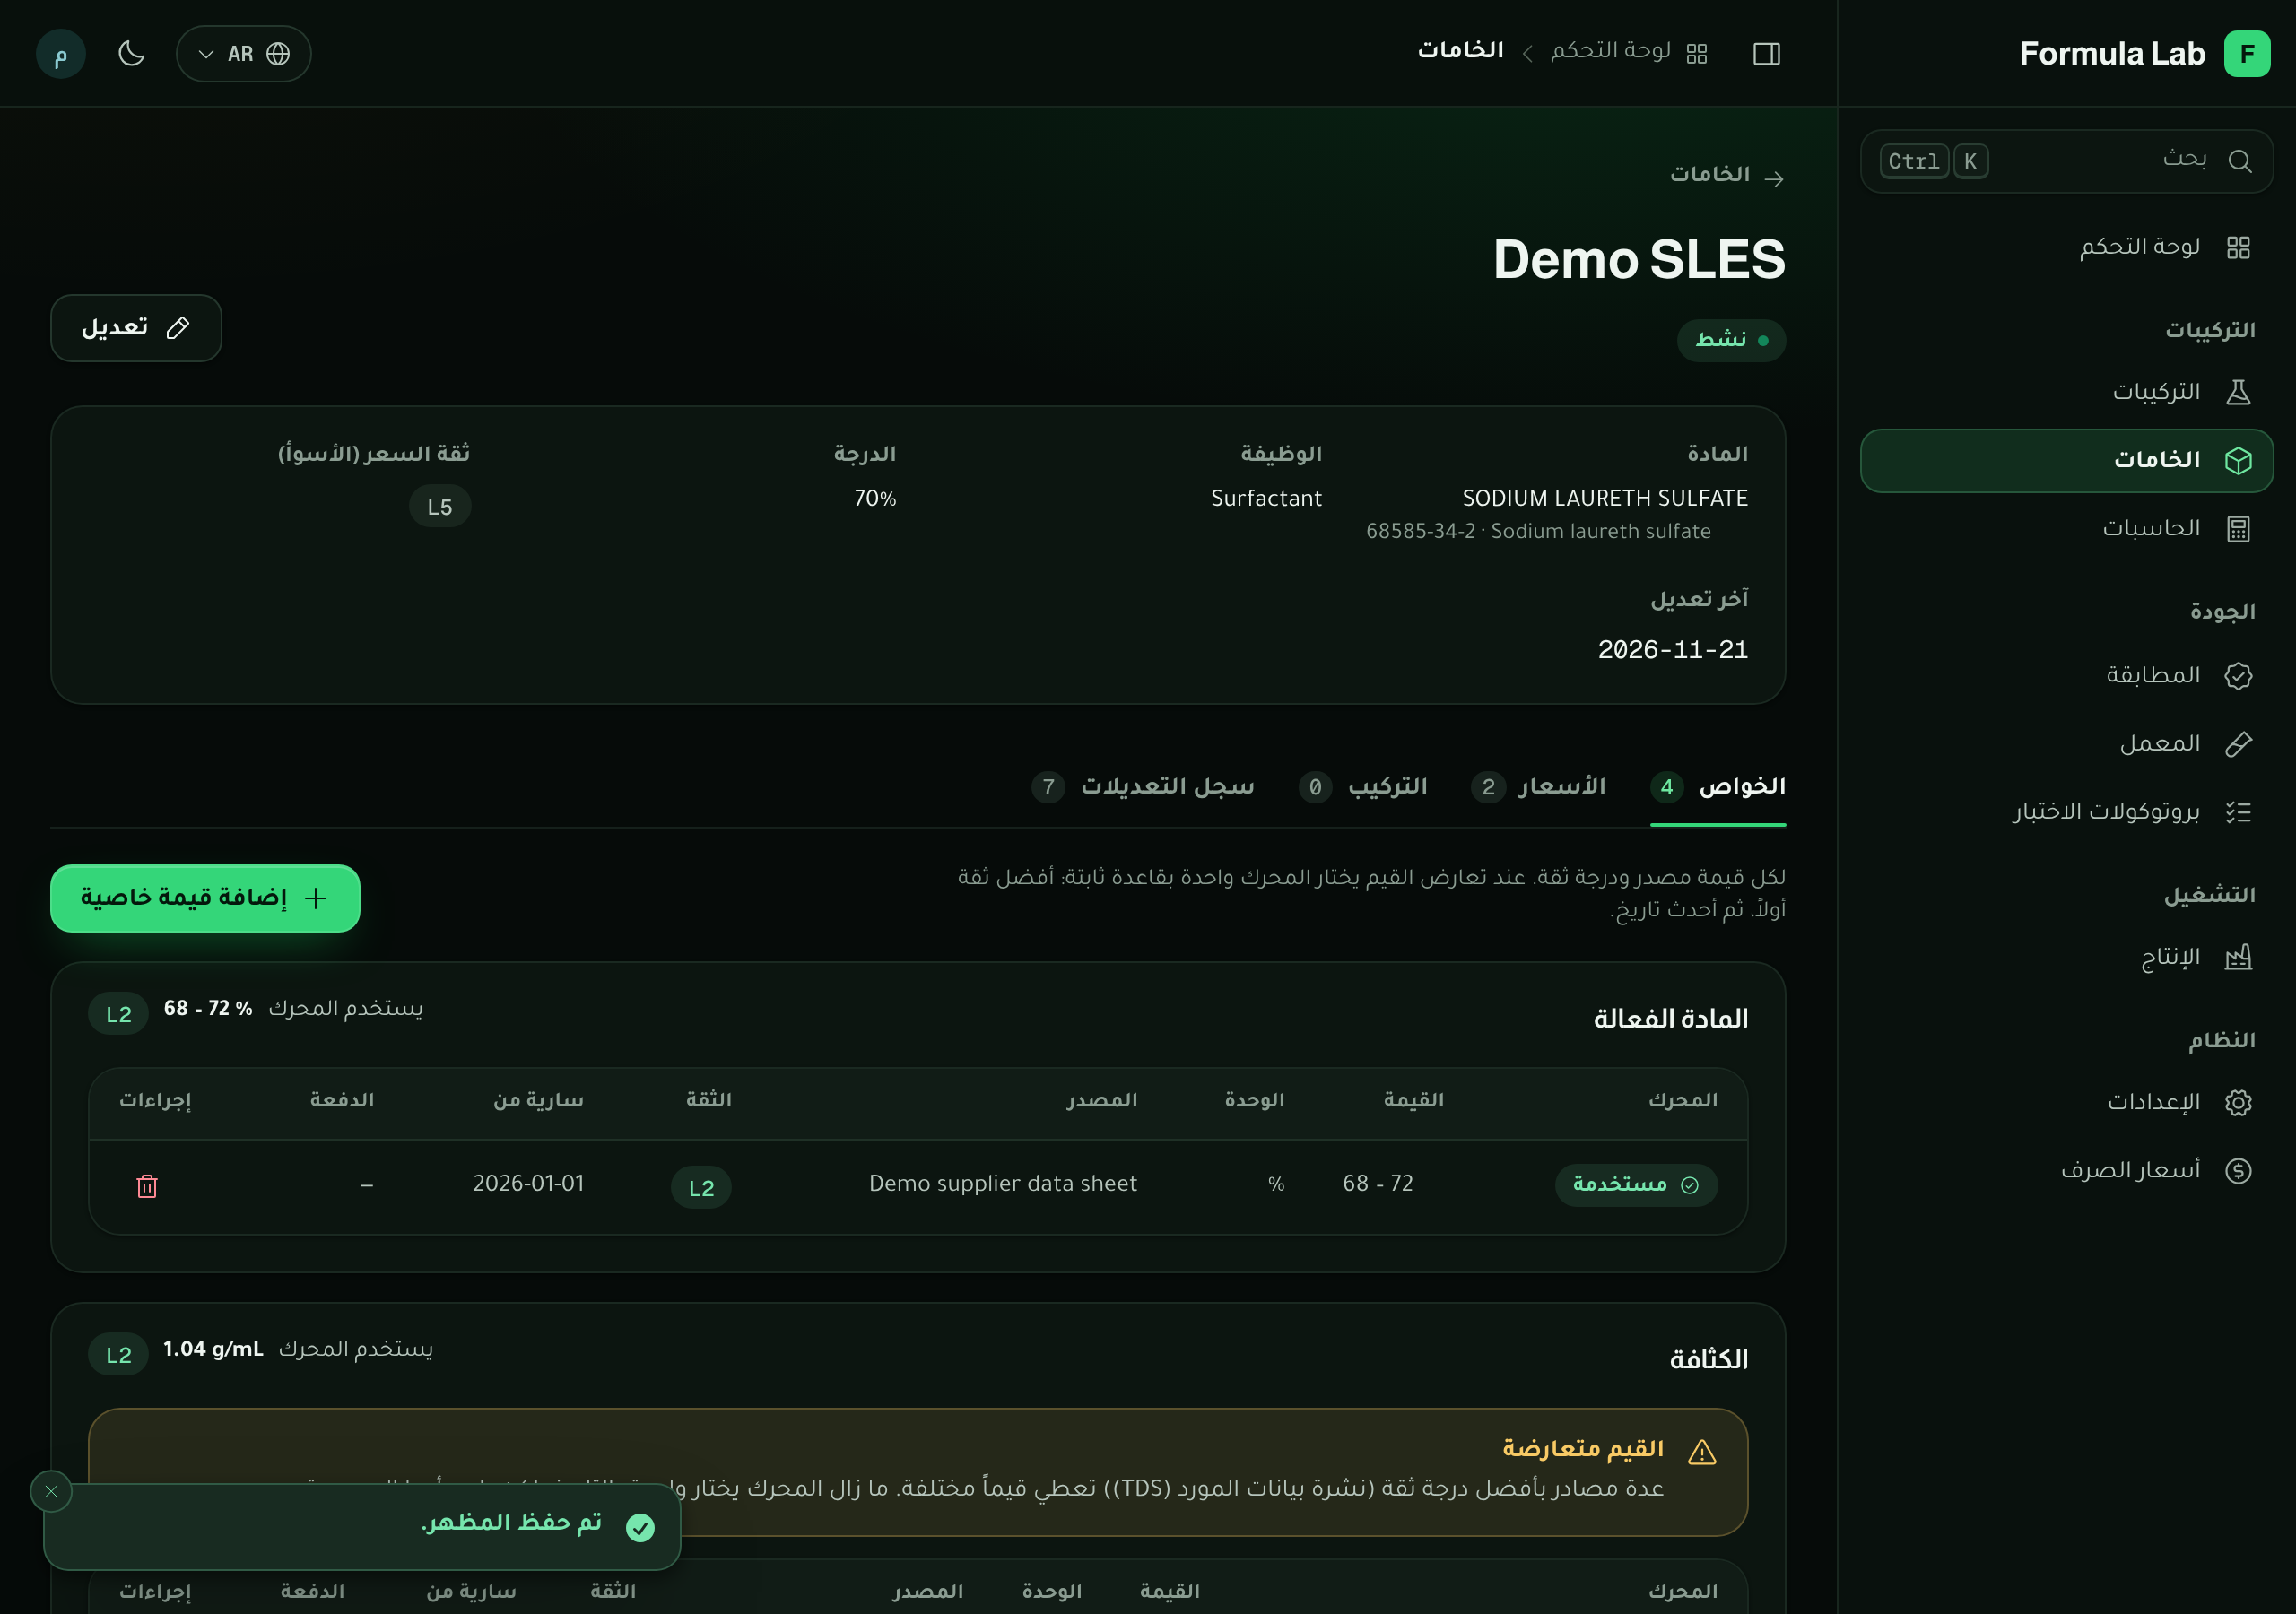 F Formula Lab
بحث Ctrl K
لوحة التحكم
التركيبات
التركيبات
الخامات
الحاسبات
الجودة
المطابقة
المعمل
بروتوكولات الاختبار
التشغيل
الإنتاج
النظام
الإعدادات
أسعار الصرف
لوحة التحكم الخامات
AR
م
الخامات
Demo SLES
نشط
تعديل
المادة الوظيفة الدرجة ثقة السعر (الأسوأ)
SODIUM LAURETH SULFATE Surfactant 70% L5
68585-34-2 · Sodium laureth sulfate
آخر تعديل
2026-11-21
الخواص 4 الأسعار 2 التركيب 0 سجل التعديلات 7
لكل قيمة مصدر ودرجة ثقة. عند تعارض القيم يختار المحرك واحدة بقاعدة ثابتة: أفضل ثقة
أولاً، ثم أحدث تاريخ.
إضافة قيمة خاصية
المادة الفعالة يستخدم المحرك 68 - 72 % L2
المحرك القيمة الوحدة المصدر الثقة سارية من الدفعة إجراءات
مستخدمة 68 - 72 % Demo supplier data sheet L2 2026-01-01 –
الكثافة يستخدم المحرك 1.04 g/mL L2
القيم متعارضة
عدة مصادر بأفضل درجة ثقة (نشرة بيانات المورد (TDS)) تعطي قيماً مختلفة. ما زال المحرك يختار
تم حفظ المظهر.
المحرك القيمة الوحدة المصدر الثقة سارية من الدفعة إجراءات